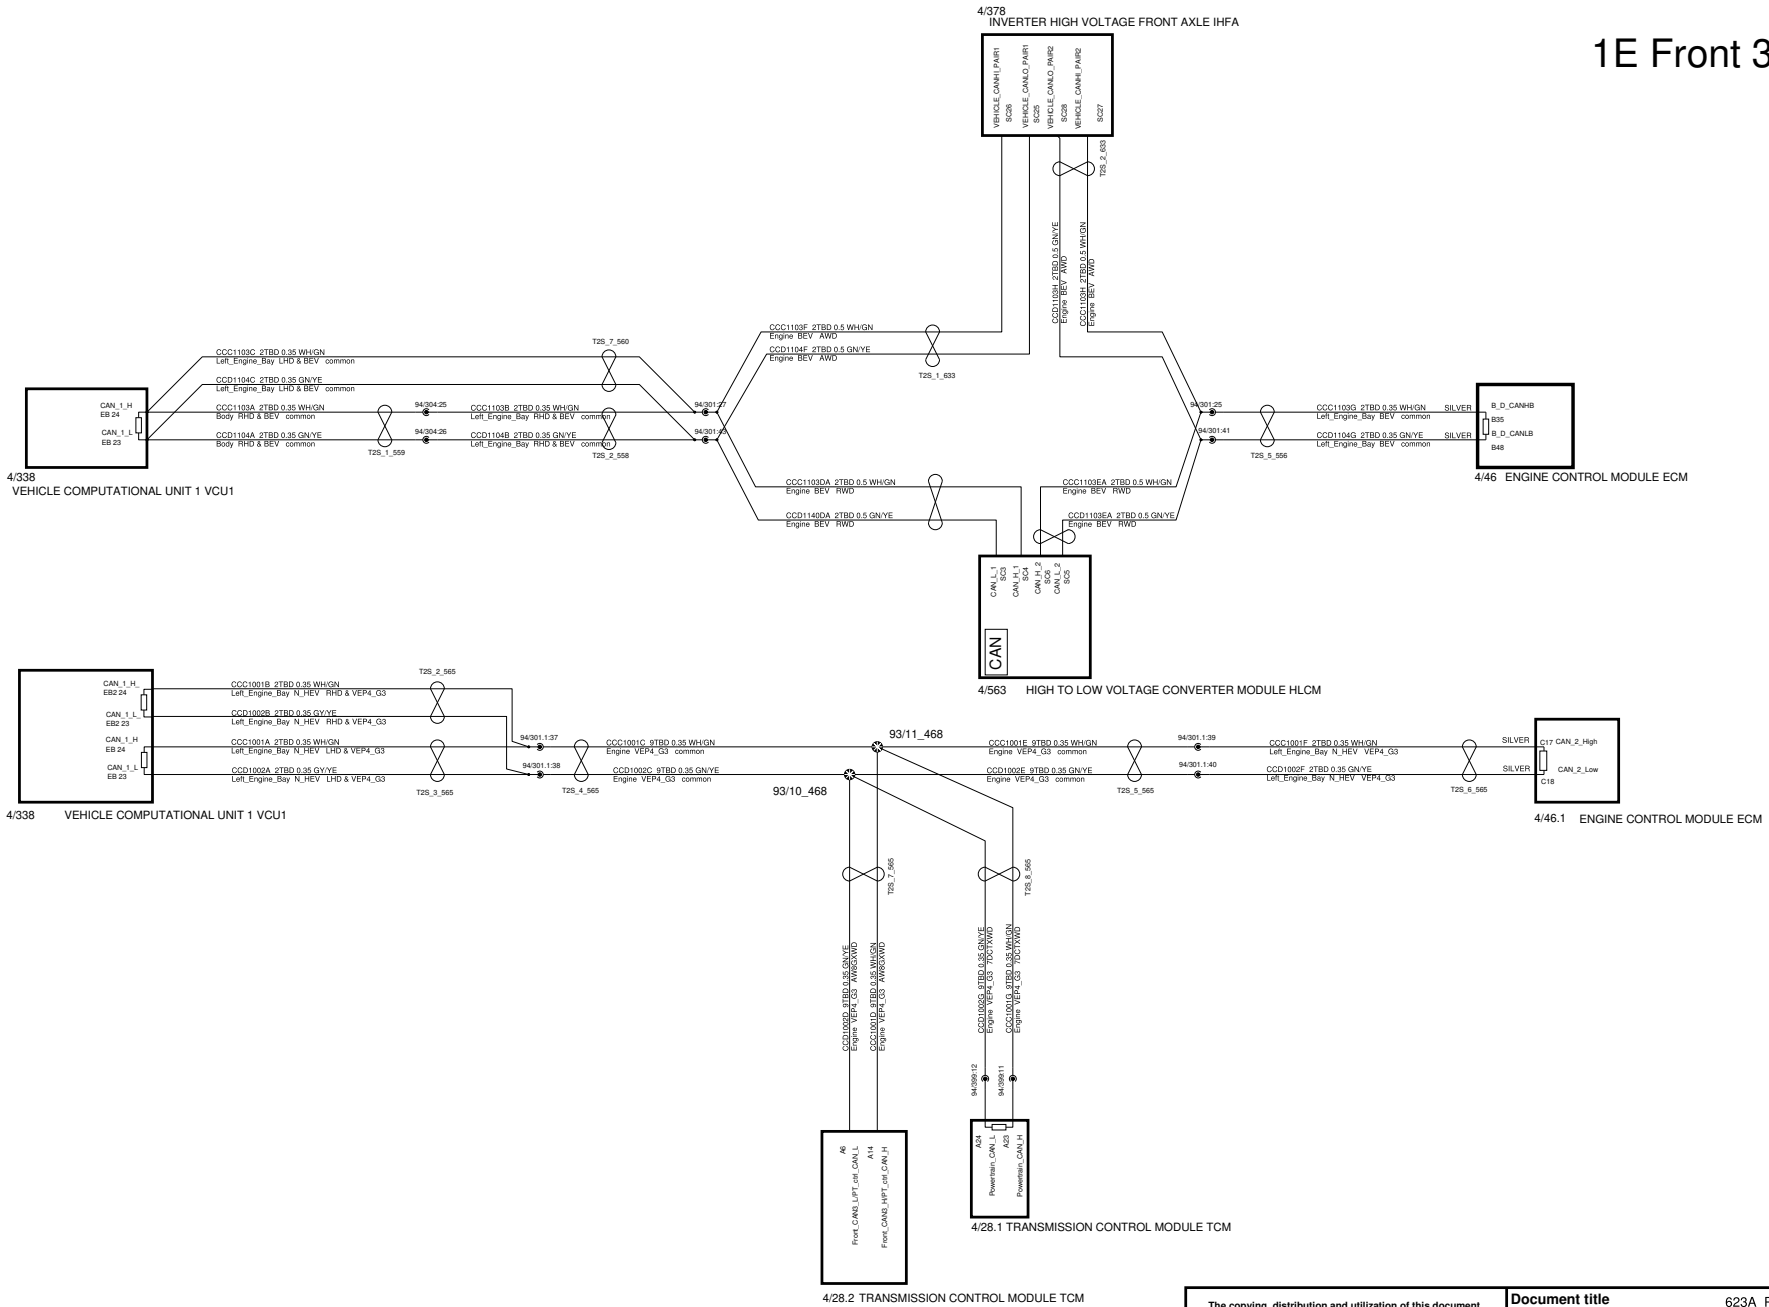 4/378
INVERTER HIGH VOLTAGE FRONT AXLE IHFA
1E Front 3
VEHICLE_CANHI_PAIR1
SC26
VEHICLE_CANLO_PAIR1
SC25
VEHICLE_CANLO_PAIR2
SC28
VEHICLE_CANHI_PAIR2
SC27
T2S_2_633
CCD1103H 2TBD 0.5 GN/YE
Engine BEV AWD
CCC1103H 2TBD 0.5 WH/GN
Engine BEV AWD
CCC1103F 2TBD 0.5 WH/GN
Engine BEV AWD
CCD1104F 2TBD 0.5 GN/YE
Engine BEV AWD
T2S_1_633
T2S_7_560
CCC1103C 2TBD 0.35 WH/GN
Left_Engine_Bay LHD & BEV common
CCD1104C 2TBD 0.35 GN/YE
Left_Engine_Bay LHD & BEV common
CAN_1_H
EB 24
CAN_1_L
EB 23
CCC1103A 2TBD 0.35 WH/GN
Body RHD & BEV common
94/304:25
CCC1103B 2TBD 0.35 WH/GN
Left_Engine_Bay RHD & BEV common
94/301:27
CCD1104A 2TBD 0.35 GN/YE
Body RHD & BEV common
94/304:26
CCD1104B 2TBD 0.35 GN/YE
Left_Engine_Bay RHD & BEV common
94/301:43
T2S_1_559
T2S_2_558
4/338
VEHICLE COMPUTATIONAL UNIT 1 VCU1
94/301:25
CCC1103G 2TBD 0.35 WH/GN
Left_Engine_Bay BEV common
SILVER
94/301:41
CCD1104G 2TBD 0.35 GN/YE
Left_Engine_Bay BEV common
SILVER
T2S_5_556
B_D_CANHB
B35
B_D_CANLB
B48
4/46 ENGINE CONTROL MODULE ECM
CCC1103DA 2TBD 0.5 WH/GN
Engine BEV RWD
CCD1140DA 2TBD 0.5 GN/YE
Engine BEV RWD
CCC1103EA 2TBD 0.5 WH/GN
Engine BEV RWD
CCD1103EA 2TBD 0.5 GN/YE
Engine BEV RWD
CAN_L_1
SC3
CAN_H_1
SC4
CAN_H_2
SC6
CAN_L_2
SC5
CAN
4/563 HIGH TO LOW VOLTAGE CONVERTER MODULE HLCM
CAN_1_H_
EB2 24
CAN_1_L_
EB2 23
CAN_1_H
EB 24
CAN_1_L
EB 23
T2S_2_565
CCC1001B 2TBD 0.35 WH/GN
Left_Engine_Bay N_HEV RHD & VEP4_G3
CCD1002B 2TBD 0.35 GY/YE
Left_Engine_Bay N_HEV RHD & VEP4_G3
CCC1001A 2TBD 0.35 WH/GN
Left_Engine_Bay N_HEV LHD & VEP4_G3
CCD1002A 2TBD 0.35 GY/YE
Left_Engine_Bay N_HEV LHD & VEP4_G3
T2S_3_565
4/338 VEHICLE COMPUTATIONAL UNIT 1 VCU1
94/301.1:37
94/301.1:38
T2S_4_565
CCC1001C 9TBD 0.35 WH/GN
Engine VEP4_G3 common
CCD1002C 9TBD 0.35 GN/YE
Engine VEP4_G3 common
93/11_468
93/10_468
CCC1001E 9TBD 0.35 WH/GN
Engine VEP4_G3 common
CCD1002E 9TBD 0.35 GN/YE
Engine VEP4_G3 common
T2S_5_565
94/301.1:39
94/301.1:40
CCC1001F 2TBD 0.35 WH/GN
Left_Engine_Bay N_HEV VEP4_G3
CCD1002F 2TBD 0.35 GN/YE
Left_Engine_Bay N_HEV VEP4_G3
T2S_6_565
SILVER
SILVER
C17 CAN_2_High
CAN_2_Low
C18
4/46.1 ENGINE CONTROL MODULE ECM
T2S_7_565
T2S_8_565
CCD1002D 9TBD 0.35 GN/YE
Engine VEP4_G3 AW8GXWD
CCC1001D 9TBD 0.35 WH/GN
Engine VEP4_G3 AW8GXWD
CCD1002G 9TBD 0.35 GN/YE
Engine VEP4_G3 7DCTXWD
CCC1001G 9TBD 0.35 WH/GN
Engine VEP4_G3 7DCTXWD
94/399:12
94/399:11
A6
Front_CAN3_L/PT_ctrl_CAN_L
A14
Front_CAN3_H/PT_ctrl_CAN_H
A24
Powertrain_CAN_L
A23
Powertrain_CAN_H
4/28.1 TRANSMISSION CONTROL MODULE TCM
4/28.2 TRANSMISSION CONTROL MODULE TCM
The copying, distribution and utilization of this document
Document title
623A